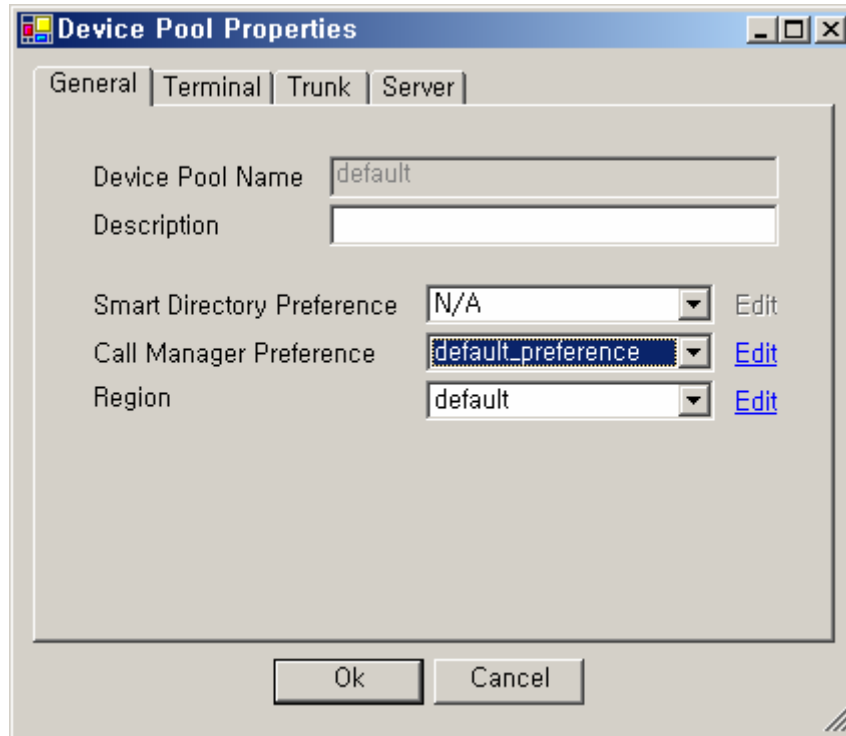 Device Pool Properties
General Terminal Trunk Server
Device Pool Name default
Description
Smart Directory Preference N/A Edit
Call Manager Preference default_preference Edit
Region default Edit
Ok Cancel